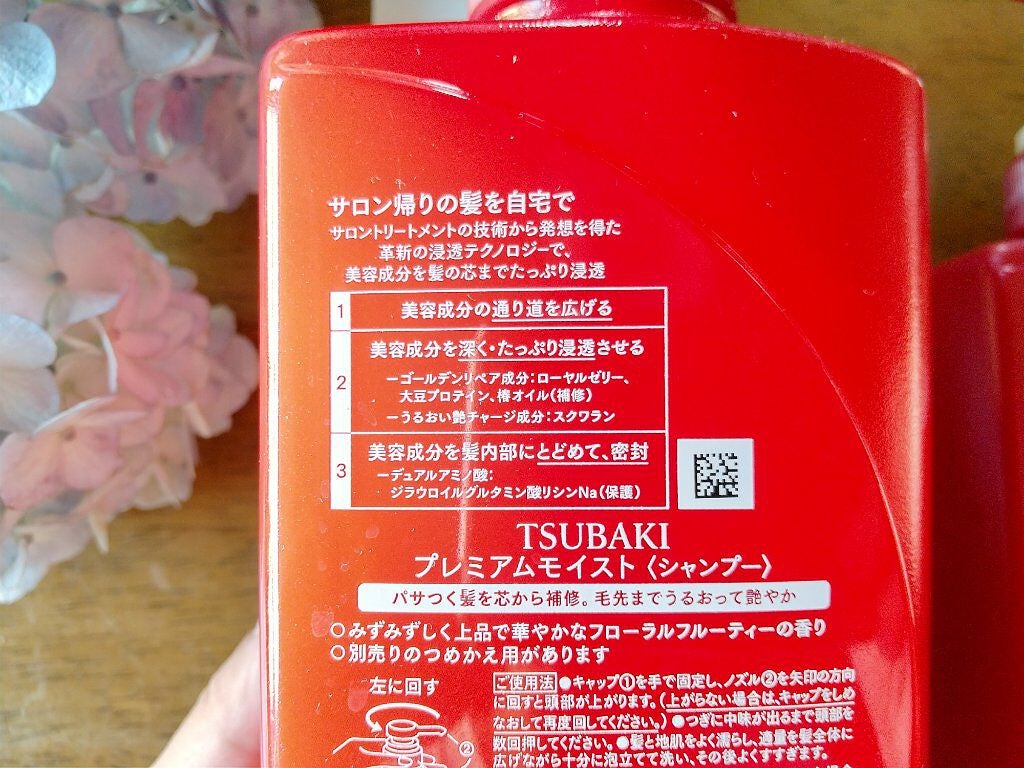 サロン帰りの髪を自宅で
サロントリートメントの技術から発想を得た
革新の浸透テクノロジーで、
美容成分を髪の芯までたっぷり浸透
1 美容成分の通り道を広げる
2 美容成分を深く・たっぷり浸透させる
ーゴールデンリペア成分：ローヤルゼリー、
大豆プロテイン、椿オイル（補修）
ーうるおい艶チャージ成分：スクワラン
3 美容成分を髪内部にとどめて、密封
ーデュアルアミノ酸：
ジラウロイルグルタミン酸リシンNa（保護）
TSUBAKI
プレミアムモイスト〈シャンプー〉
パサつく髪を芯から補修。毛先までうるおって艶やか
○みずみずしく上品で華やかなフローラルフルーティーの香り
○別売りのつめかえ用があります
左に回す
②
ご使用法 ●キャップ①を手で固定し、ノズル②を矢印の方向
に回すと頭部が上がります。（上がらない場合は、キャップをしめ
なおして再度回してください。）●つぎに中味が出るまで頭部を
数回押してください。●髪と地肌をよく濡らし、適量を髪全体に
広げながら十分に泡立てて洗い、その後よくすすぎます。